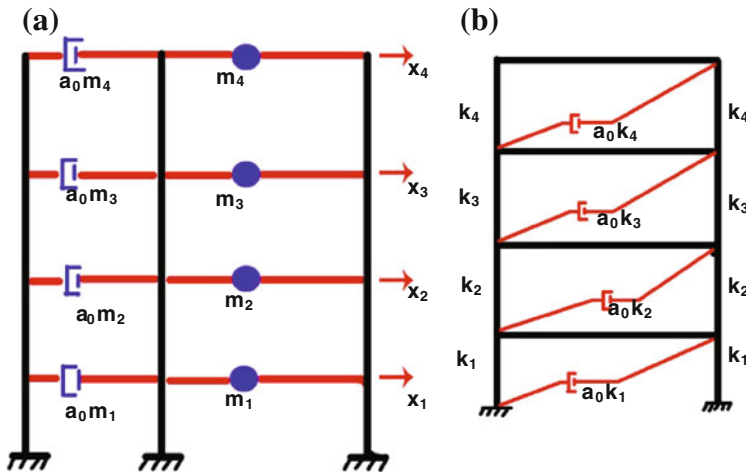 (a)
a₀m₄
m₄
x₄
a₀m₃
m₃
x₃
a₀m₂
m₂
x₂
a₀m₁
m₁
x₁
(b)
k₄
a₀k₄
k₄
k₃
a₀k₃
k₃
k₂
a₀k₂
k₂
k₁
a₀k₁
k₁